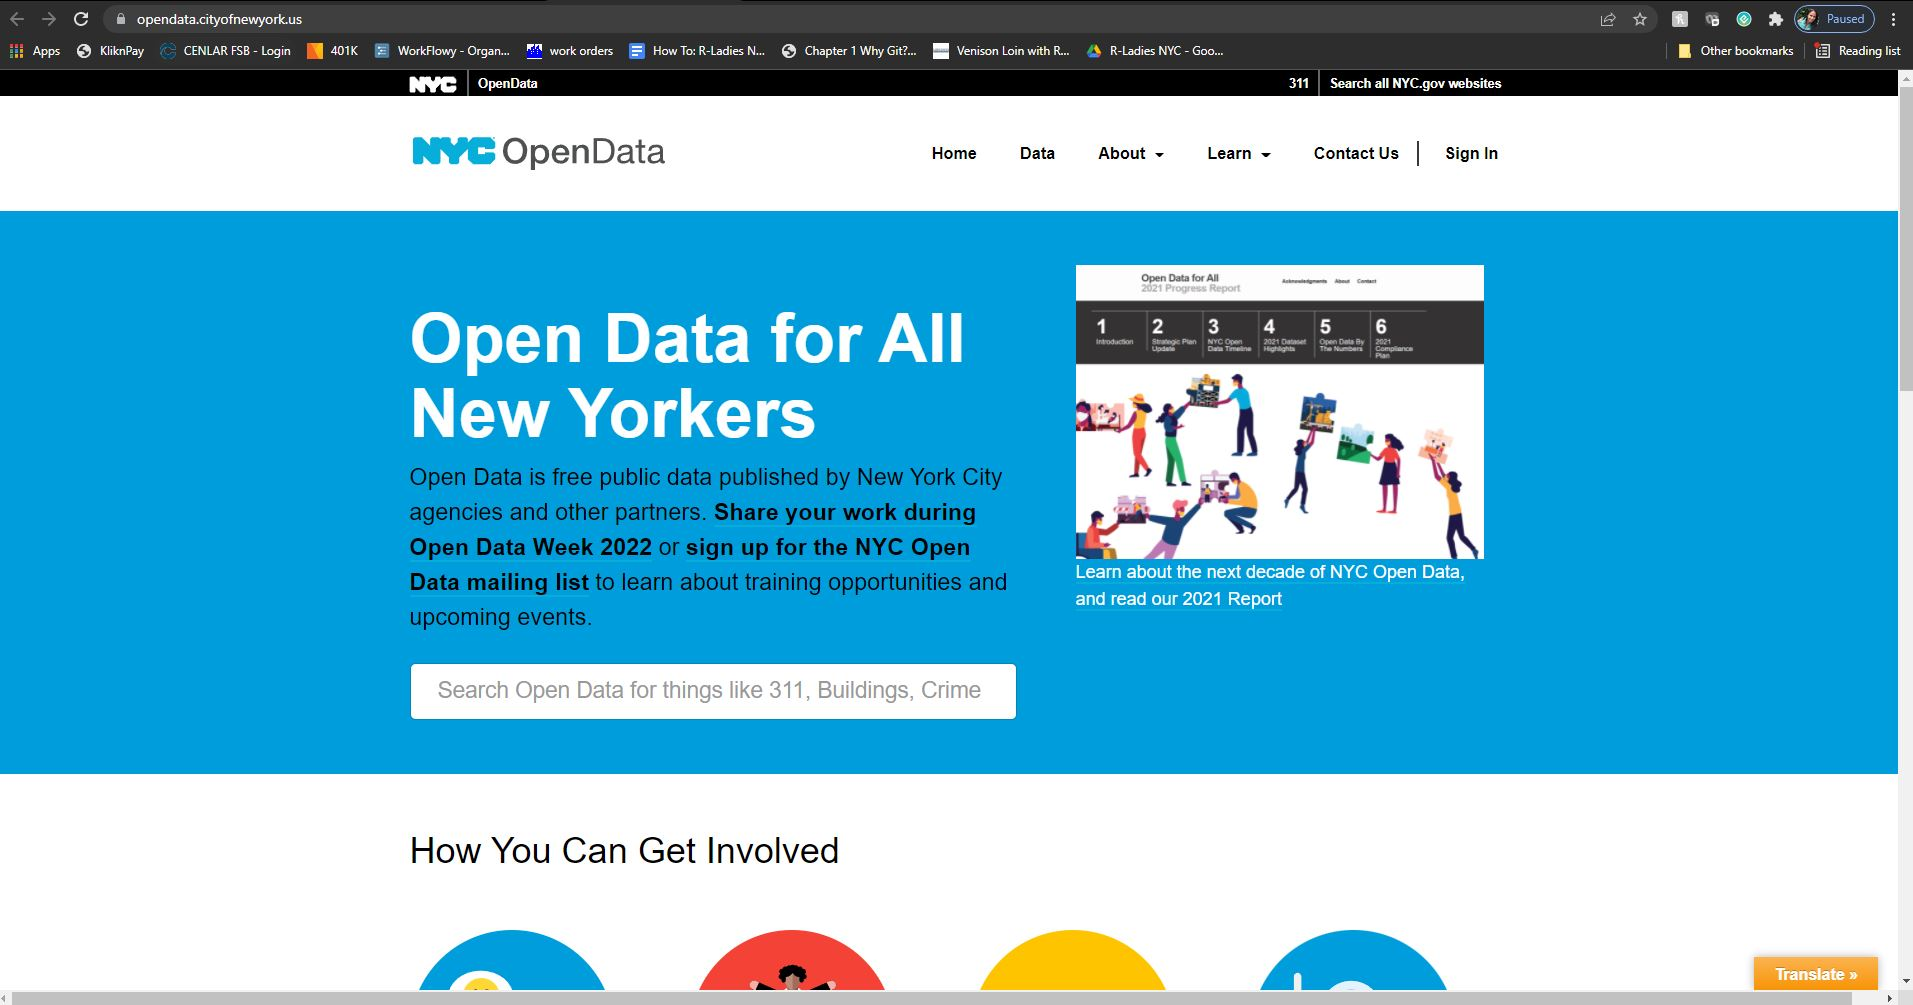 opendata.cityofnewyork.us
Paused
Apps KliknPay CENLAR FSB - Login 401K WorkFlowy - Organ... work orders How To: R-Ladies N... Chapter 1 Why Git?... Venison Loin with R... R-Ladies NYC - Goo... Other bookmarks Reading list
NYC OpenData 311 Search all NYC.gov websites
NYC OpenData Home Data About Learn Contact Us Sign In
Open Data for All
New Yorkers
Open Data is free public data published by New York City
agencies and other partners. Share your work during
Open Data Week 2022 or sign up for the NYC Open
Data mailing list to learn about training opportunities and
upcoming events.
Search Open Data for things like 311, Buildings, Crime
Open Data for All
2021 Progress Report
Acknowledgments About Contact
1 2 3 4 5 6
Introduction Strategic Plan NYC Open 2021 Dataset Open Data By 2021
Update Data Timeline Highlights The Numbers Compliance
Plan
Learn about the next decade of NYC Open Data,
and read our 2021 Report
How You Can Get Involved
Translate »